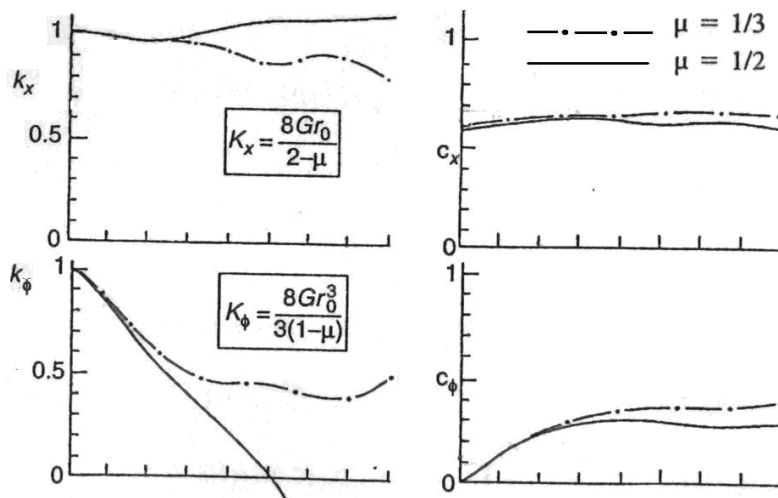 1
k_x
0.5
0
K_x = 8Gr_0 / 2-μ
μ = 1/3
μ = 1/2
1
c_x
0
1
k_ϕ
0.5
0
K_ϕ = 8Gr_0^3 / 3(1-μ)
1
c_ϕ
0